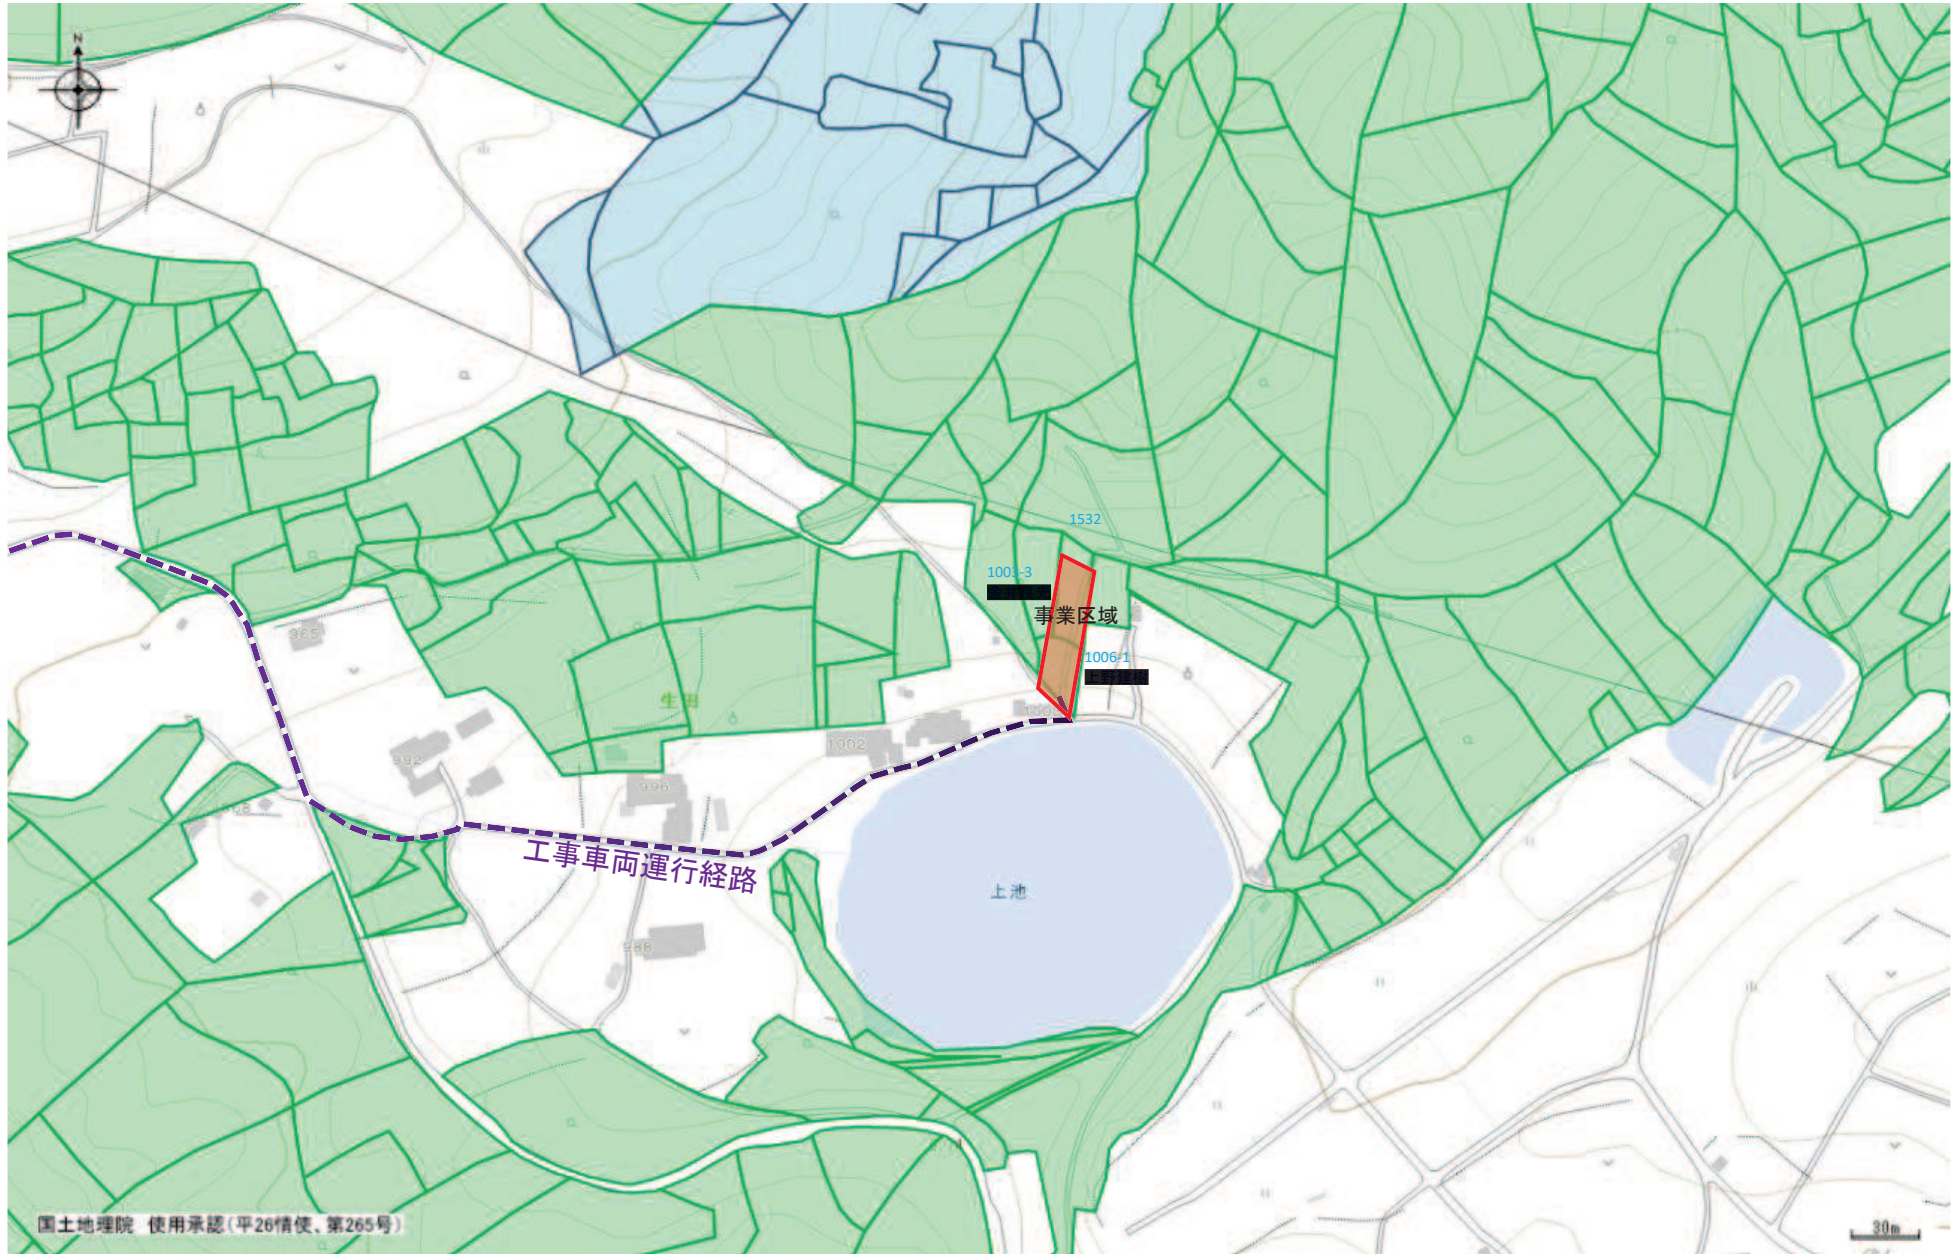 N
1532
1003-3
事業区域
1006-1
965
生田
1002
992
996
工事車両運行経路
上池
988
国土地理院 使用承認(平26情使、第265号)
30m